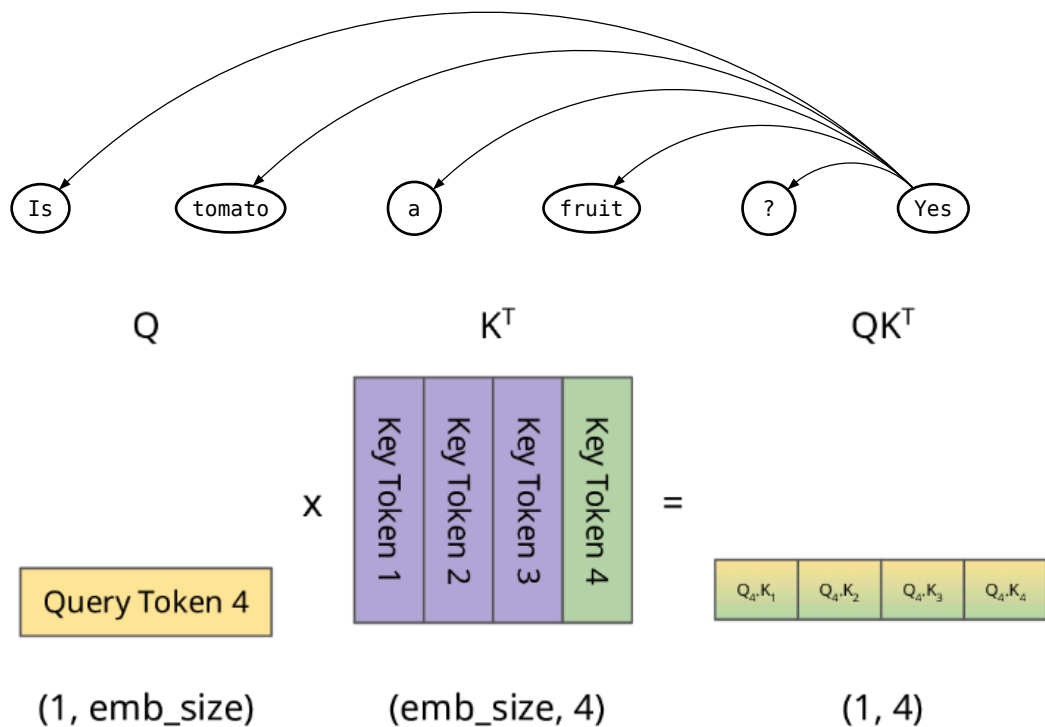 Is tomato a fruit ? Yes
Q K^T QK^T
Key Token 1
Key Token 2
Key Token 3
Key Token 4
x =
Query Token 4
Q₄.K₁ Q₄.K₂ Q₄.K₃ Q₄.K₄
(1, emb_size) (emb_size, 4) (1, 4)